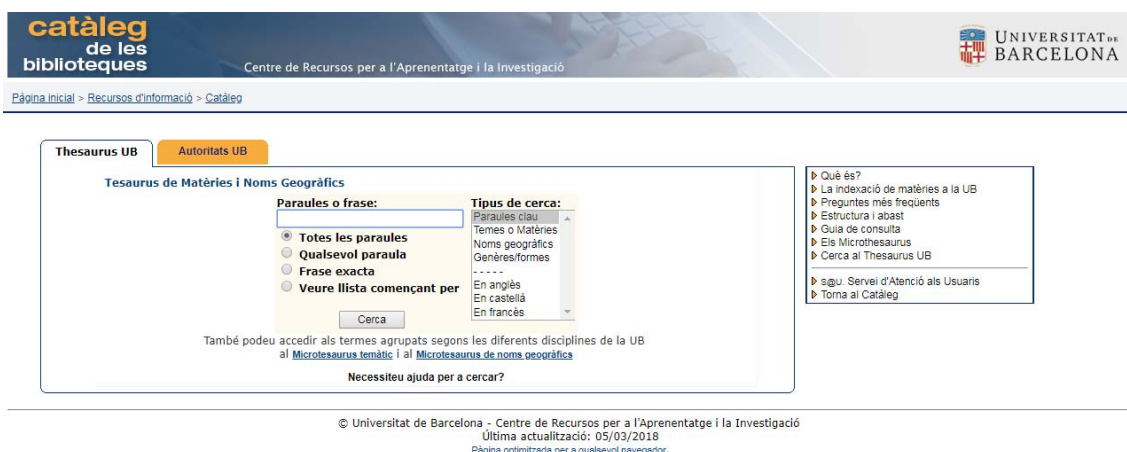 catàleg
de les
biblioteques
Centre de Recursos per a l'Aprenentatge i la Investigació
UNIVERSITAT DE
BARCELONA
Pàgina inicial > Recursos d'informació > Catàleg
Thesaurus UB
Autoritats UB
Tesaurus de Matèries i Noms Geogràfics
Paraules o frase:
Totes les paraules
Qualsevol paraula
Frase exacta
Veure llista començant per
Cerca
Tipus de cerca:
Paraules clau
Temes o Matèries
Noms geogràfics
Genères/formes
- - - - -
En anglès
En castellà
En francès
També podeu accedir als termes agrupats segons les diferents disciplines de la UB
al Microtesaurus temàtic i al Microtesaurus de noms geogràfics
Necessiteu ajuda per a cercar?
Què és?
La indexació de matèries a la UB
Preguntes més freqüents
Estructura i abast
Guia de consulta
Els Microthesaurus
Cerca al Thesaurus UB
s@u. Servei d'Atenció als Usuaris
Torna al Catàleg
© Universitat de Barcelona - Centre de Recursos per a l'Aprenentatge i la Investigació
Última actualització: 05/03/2018
Pàgina optimitzada per a qualsevol navegador.